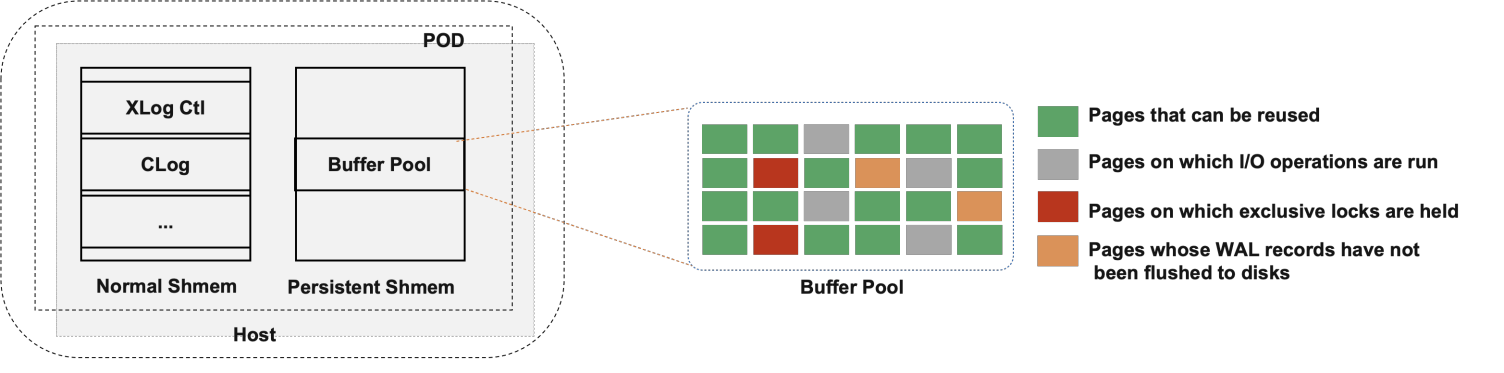 POD
XLog Ctl
CLog
...
Normal Shmem
Buffer Pool
Persistent Shmem
Host
Buffer Pool
Pages that can be reused
Pages on which I/O operations are run
Pages on which exclusive locks are held
Pages whose WAL records have not
been flushed to disks